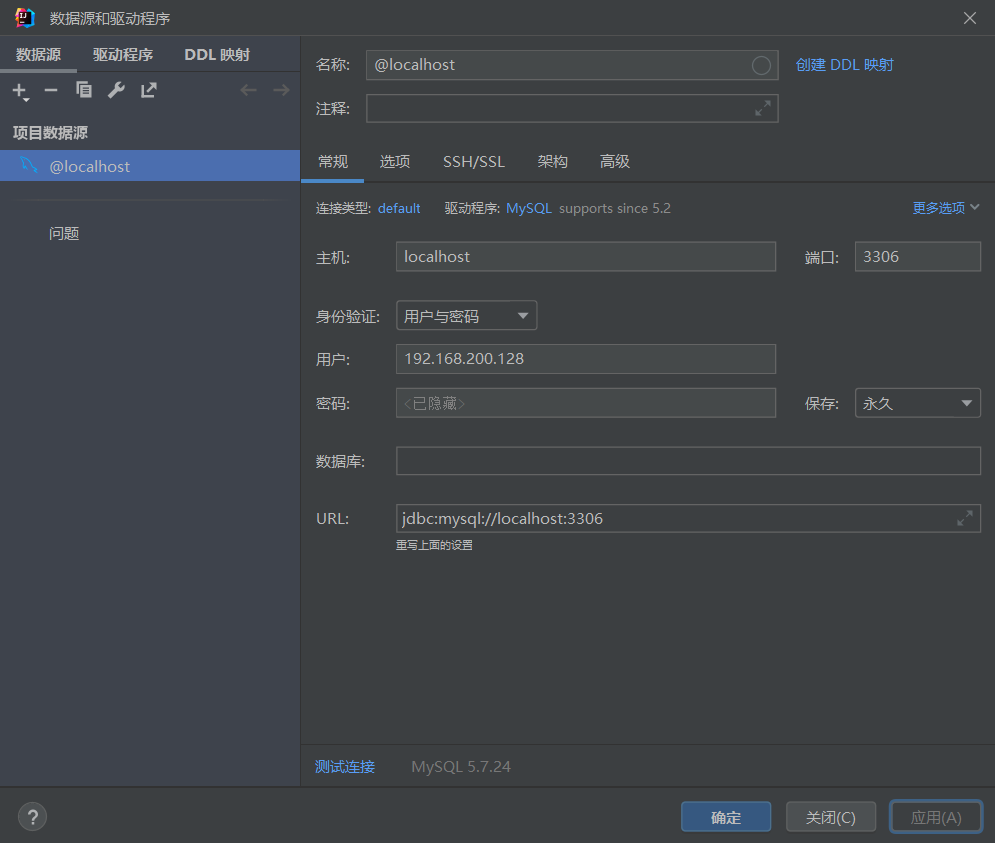 数据源和驱动程序
数据源 驱动程序 DDL 映射
项目数据源
@localhost
问题
名称: @localhost 创建 DDL 映射
注释:
常规 选项 SSH/SSL 架构 高级
连接类型: default 驱动程序: MySQL supports since 5.2 更多选项
主机: localhost 端口: 3306
身份验证: 用户与密码
用户: 192.168.200.128
密码: <已隐藏> 保存: 永久
数据库:
URL: jdbc:mysql://localhost:3306
重写上面的设置
测试连接 MySQL 5.7.24
? 确定 关闭(C) 应用(A)